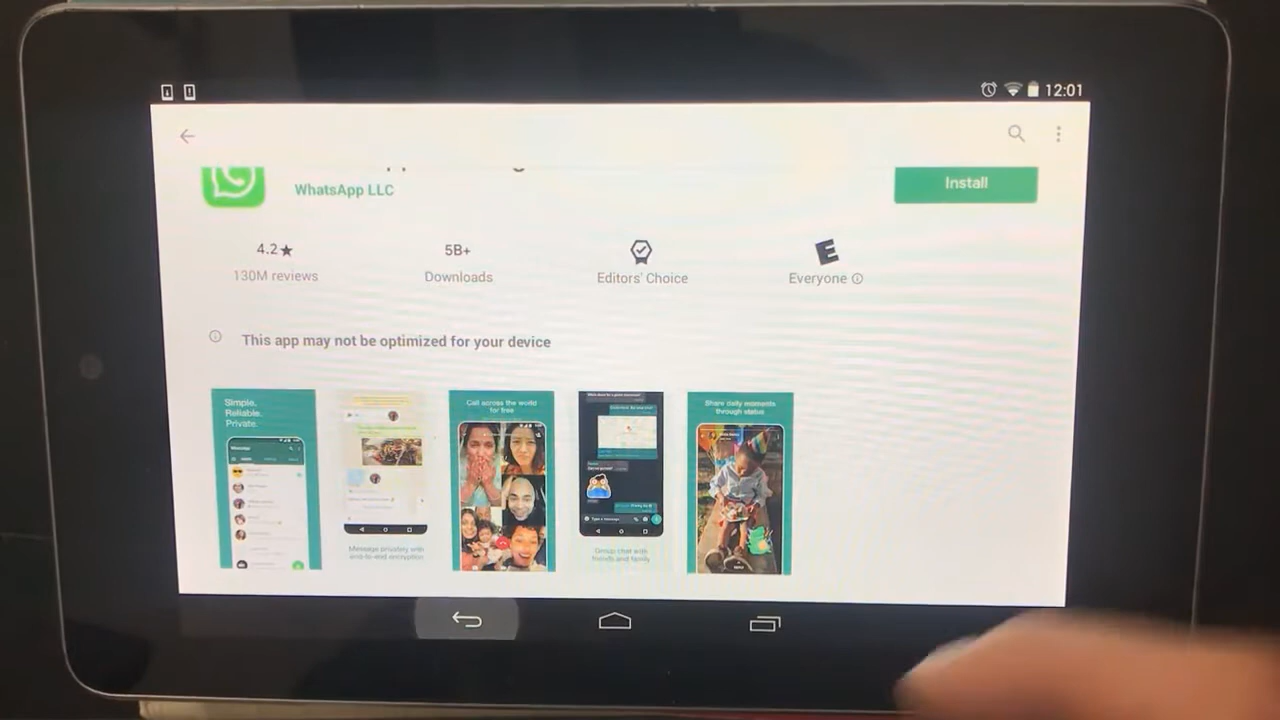 12:01
WhatsApp LLC
Install
4.2★
5B+
E
130M reviews
Downloads
Editors' Choice
Everyone
This app may not be optimized for your device
Simple.
Reliable.
Private.
Call across the world
for free
Share daily moments
through status
Message privately with
end-to-end encryption
Group chat with
friends and family